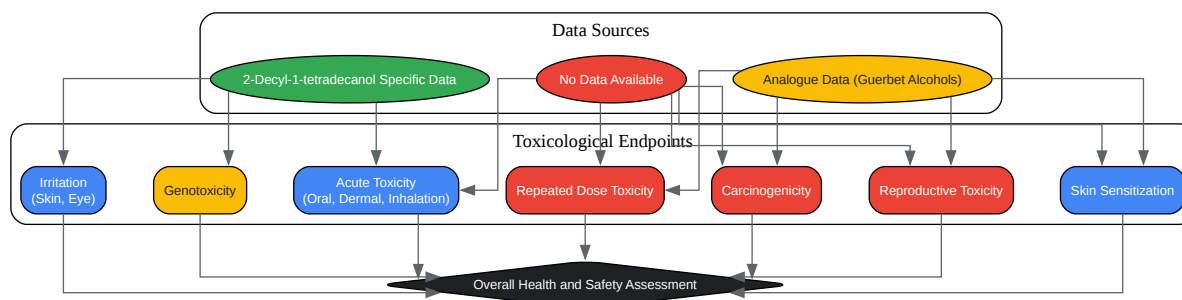 Data Sources
2-Decyl-1-tetradecanol Specific Data
No Data Available
Analogue Data (Guerbet Alcohols)
Toxicological Endpoints
Irritation
(Skin, Eye)
Genotoxicity
Acute Toxicity
(Oral, Dermal, Inhalation)
Repeated Dose Toxicity
Carcinogenicity
Reproductive Toxicity
Skin Sensitization
Overall Health and Safety Assessment